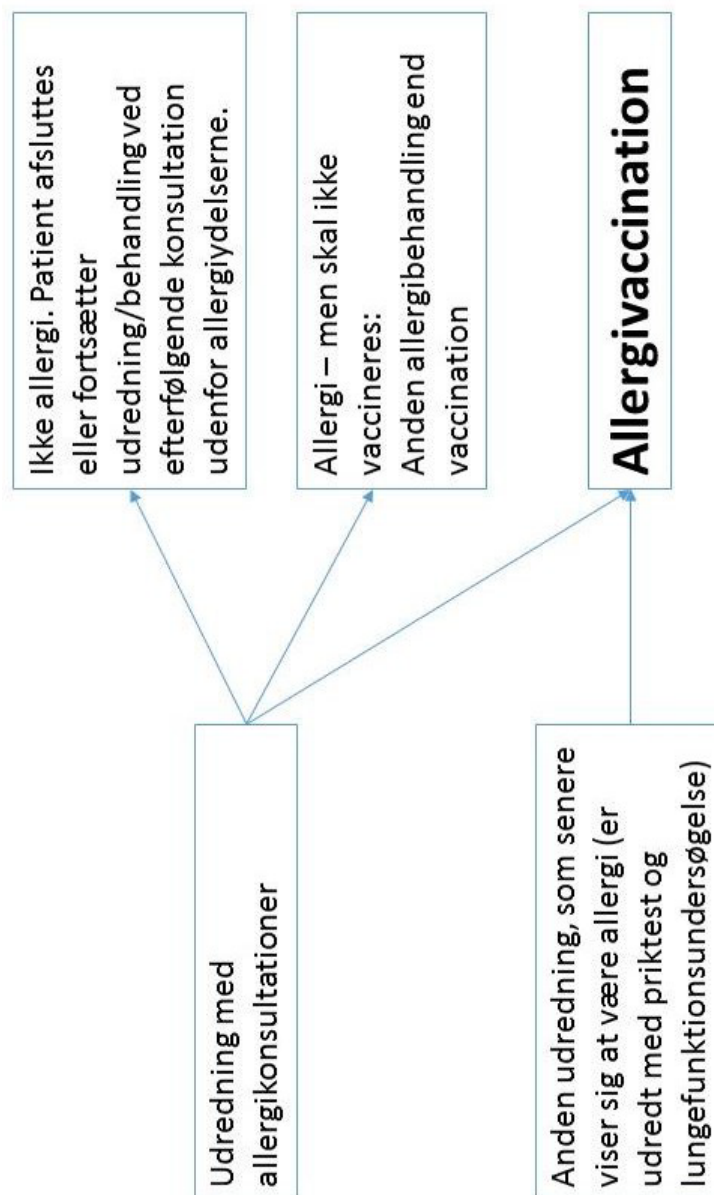 Udredning med
allergikonsultationer
Anden udredning, som senere
viser sig at være allergi (er
udredt med priktest og
lungefunktionsundersøgelse)
Ikke allergi. Patient afsluttes
eller fortsætter
udredning/behandling ved
efterfølgende konsultation
udenfor allergiydelserne.
Allergi – men skal ikke
vaccineres:
Anden allergibehandling end
vaccination
Allergivaccination